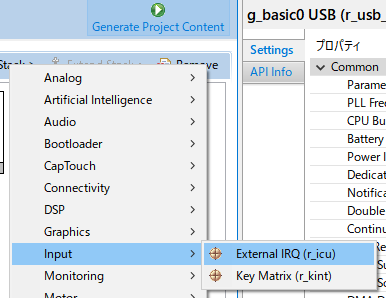 Generate Project Content
Stack >
Extend Stack >
Remove
Analog
Artificial Intelligence
Audio
Bootloader
CapTouch
Connectivity
DSP
Graphics
Input
Monitoring
External IRQ (r_icu)
Key Matrix (r_kint)
g_basic0 USB (r_usb_
Settings
API Info
プロパティ
Common
Parame
PLL Fre
CPU Bu
Battery
Power I
Dedicat
Notifica
Double
Continu